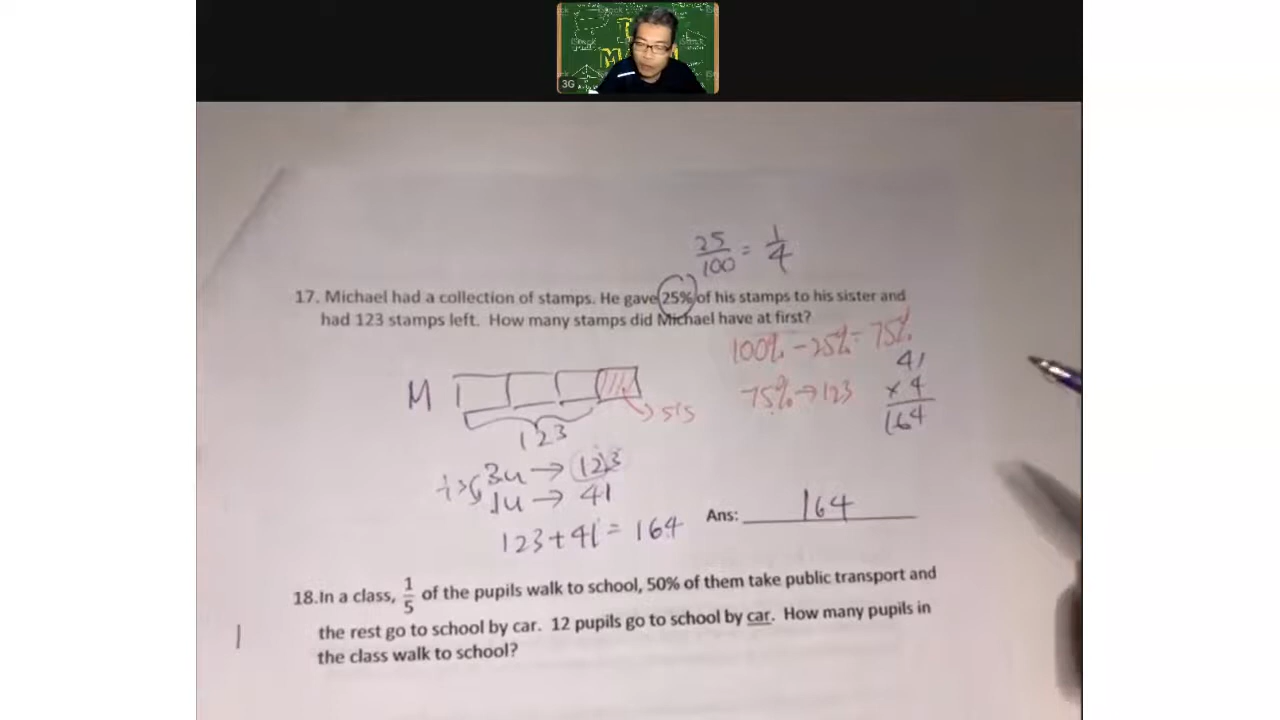 3G
25/100 = 1/4
17. Michael had a collection of stamps. He gave 25% of his stamps to his sister and
had 123 stamps left. How many stamps did Michael have at first?
100% - 25% = 75%
75% → 123
41
× 4
164
M
→ sis
123
÷3 3u → 123
1u → 41
123 + 41 = 164
Ans: 164
18. In a class, 1/5 of the pupils walk to school, 50% of them take public transport and
the rest go to school by car. 12 pupils go to school by car. How many pupils in
the class walk to school?